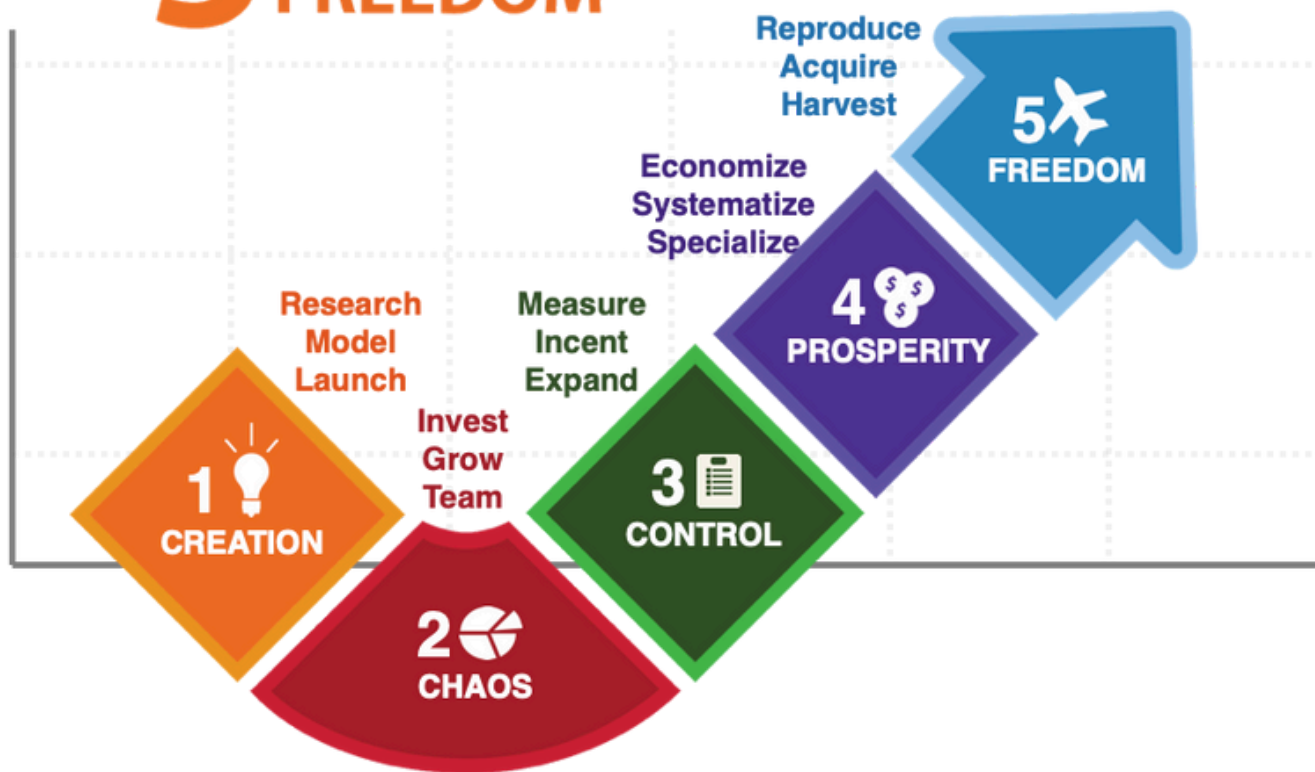 5 FREEDOM
Reproduce
Acquire
Harvest
5
FREEDOM
Economize
Systematize
Specialize
4
$ $
$
PROSPERITY
Research
Model
Launch
Measure
Incent
Expand
Invest
Grow
Team
1
CREATION
3
CONTROL
2
CHAOS